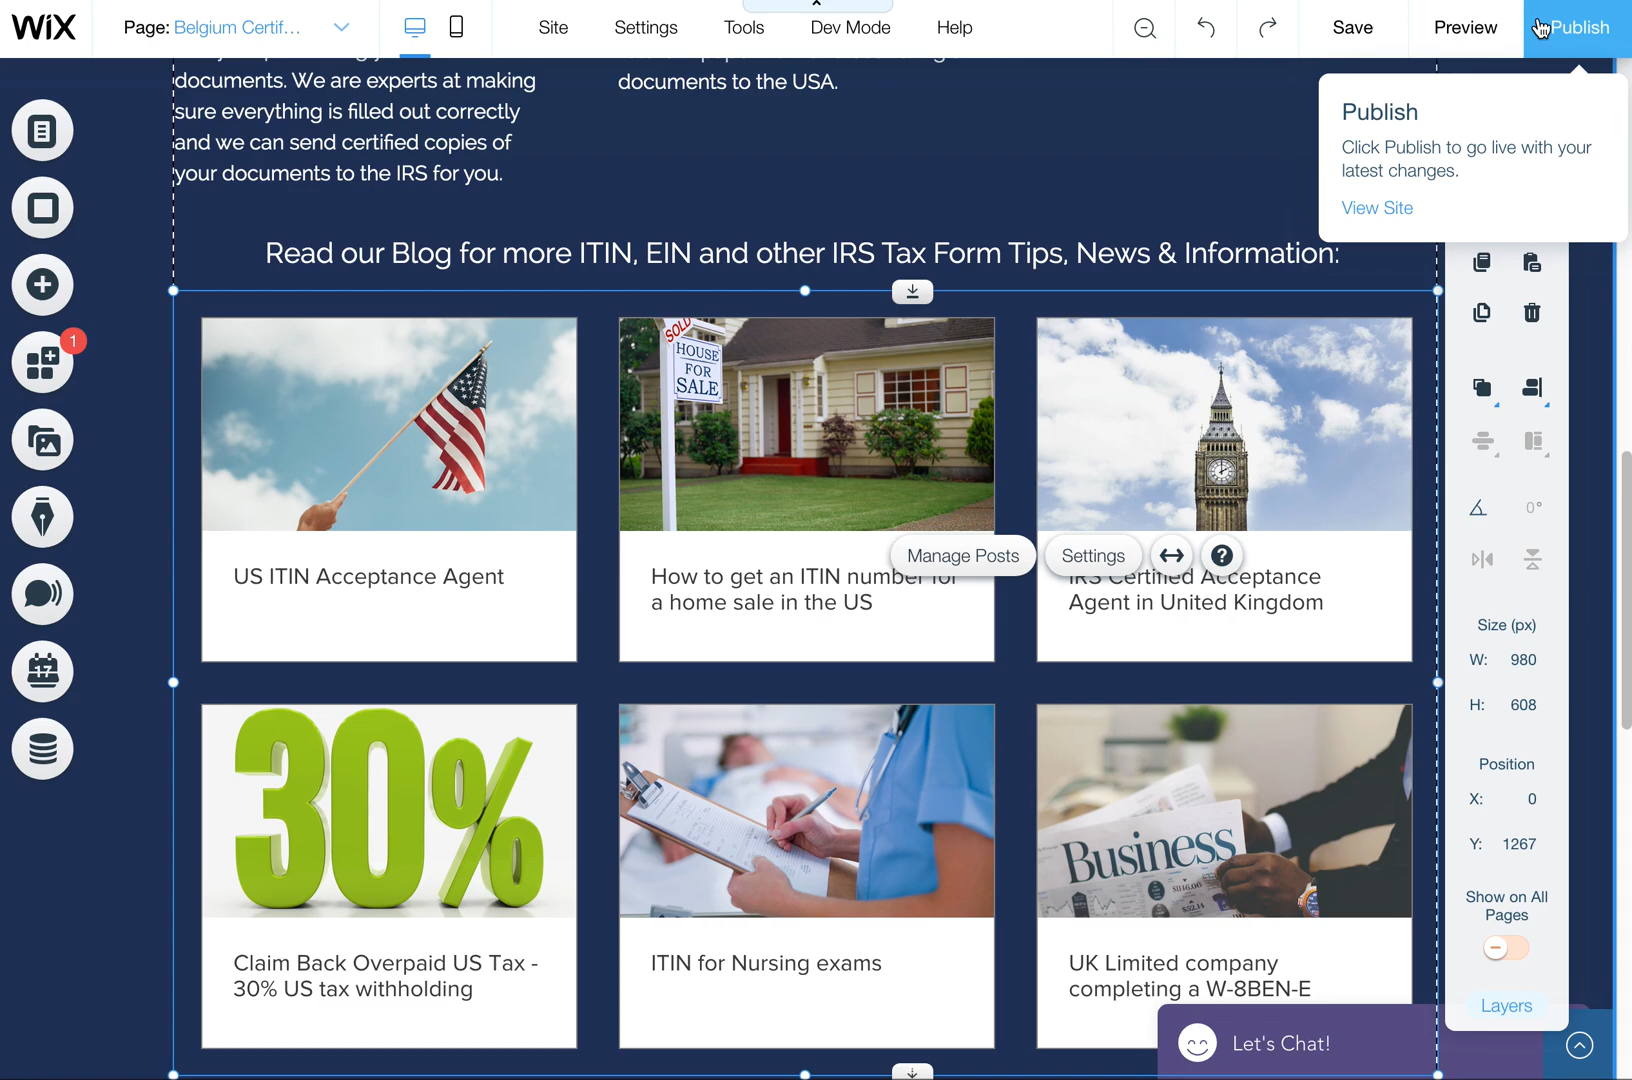 WiX
Page: Belgium Certif...
Site
Settings
Tools
Dev Mode
Help
Save
Preview
Publish
documents. We are experts at making
sure everything is filled out correctly
and we can send certified copies of
your documents to the IRS for you.
documents to the USA.
Publish
Click Publish to go live with your
latest changes.
View Site
1
17
Read our Blog for more ITIN, EIN and other IRS Tax Form Tips, News & Information:
SOLD
HOUSE
FOR
SALE
Manage Posts
Settings
?
US ITIN Acceptance Agent
How to get an ITIN number for
a home sale in the US
IRS Certified Acceptance
Agent in United Kingdom
30%
Business
Claim Back Overpaid US Tax -
30% US tax withholding
ITIN for Nursing exams
UK Limited company
completing a W-8BEN-E
0°
Size (px)
W: 980
H: 608
Position
X: 0
Y: 1267
Show on All
Pages
Layers
Let's Chat!